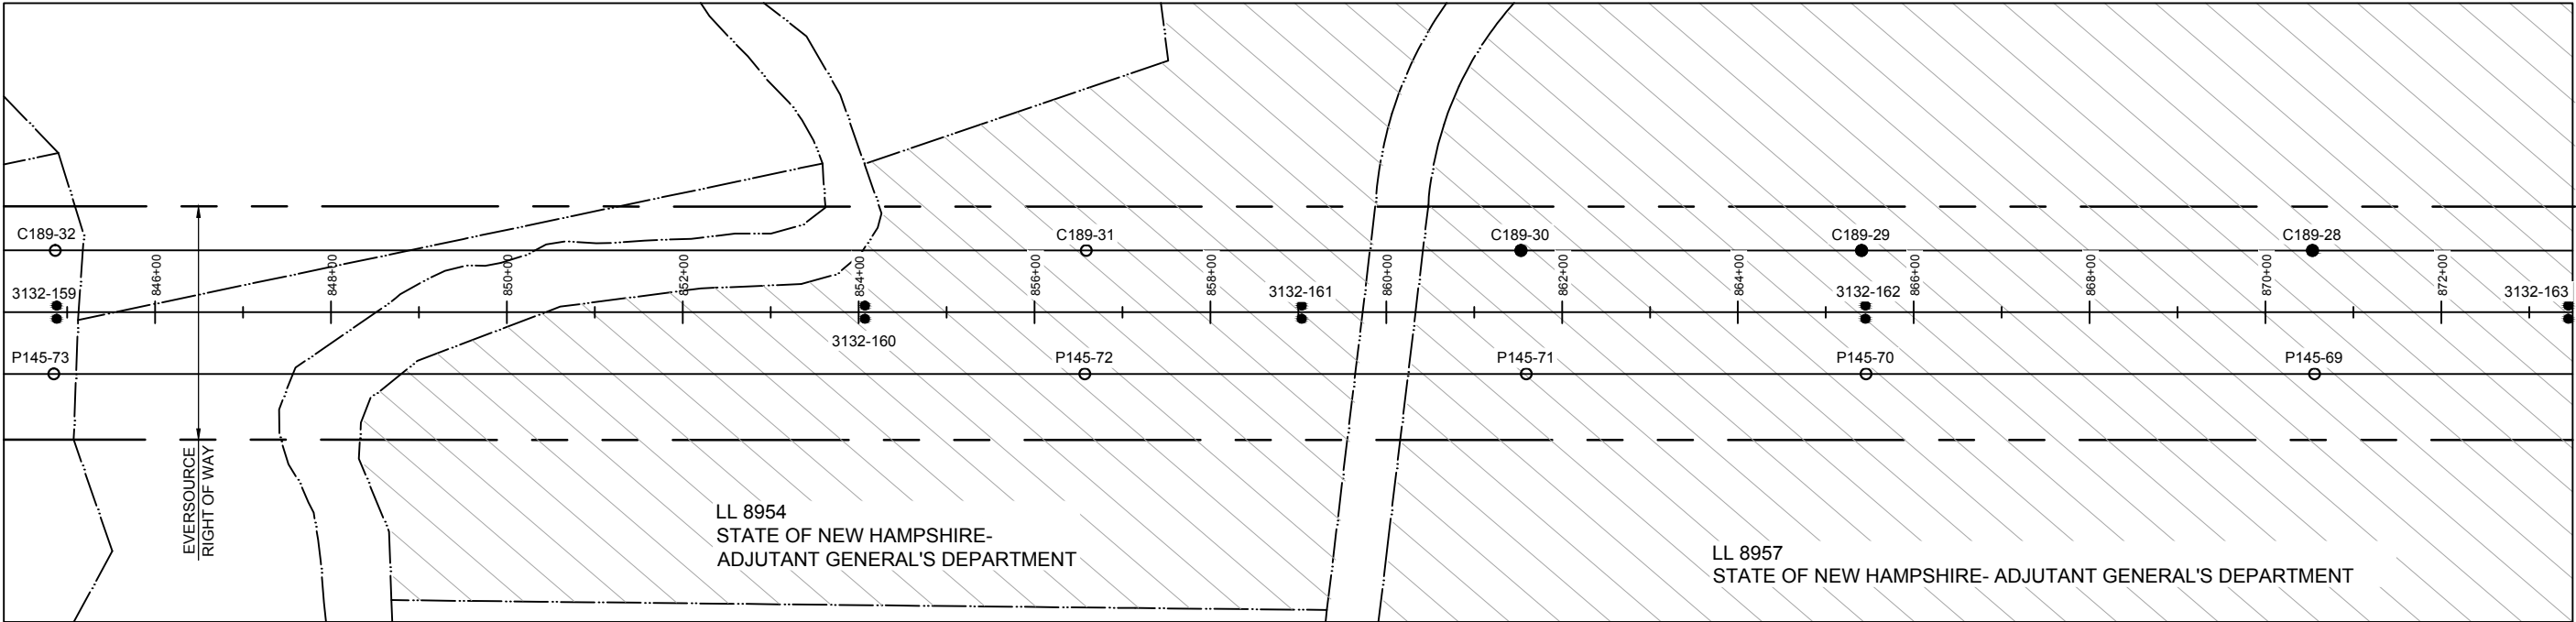 C189-32
C189-31
C189-30
C189-29
C189-28
846+00
848+00
850+00
852+00
854+00
856+00
858+00
860+00
862+00
864+00
866+00
868+00
870+00
872+00
3132-159
3132-160
3132-161
3132-162
3132-163
P145-73
P145-72
P145-71
P145-70
P145-69
EVERSOURCE
RIGHT OF WAY
LL 8954
STATE OF NEW HAMPSHIRE-
ADJUTANT GENERAL'S DEPARTMENT
LL 8957
STATE OF NEW HAMPSHIRE- ADJUTANT GENERAL'S DEPARTMENT